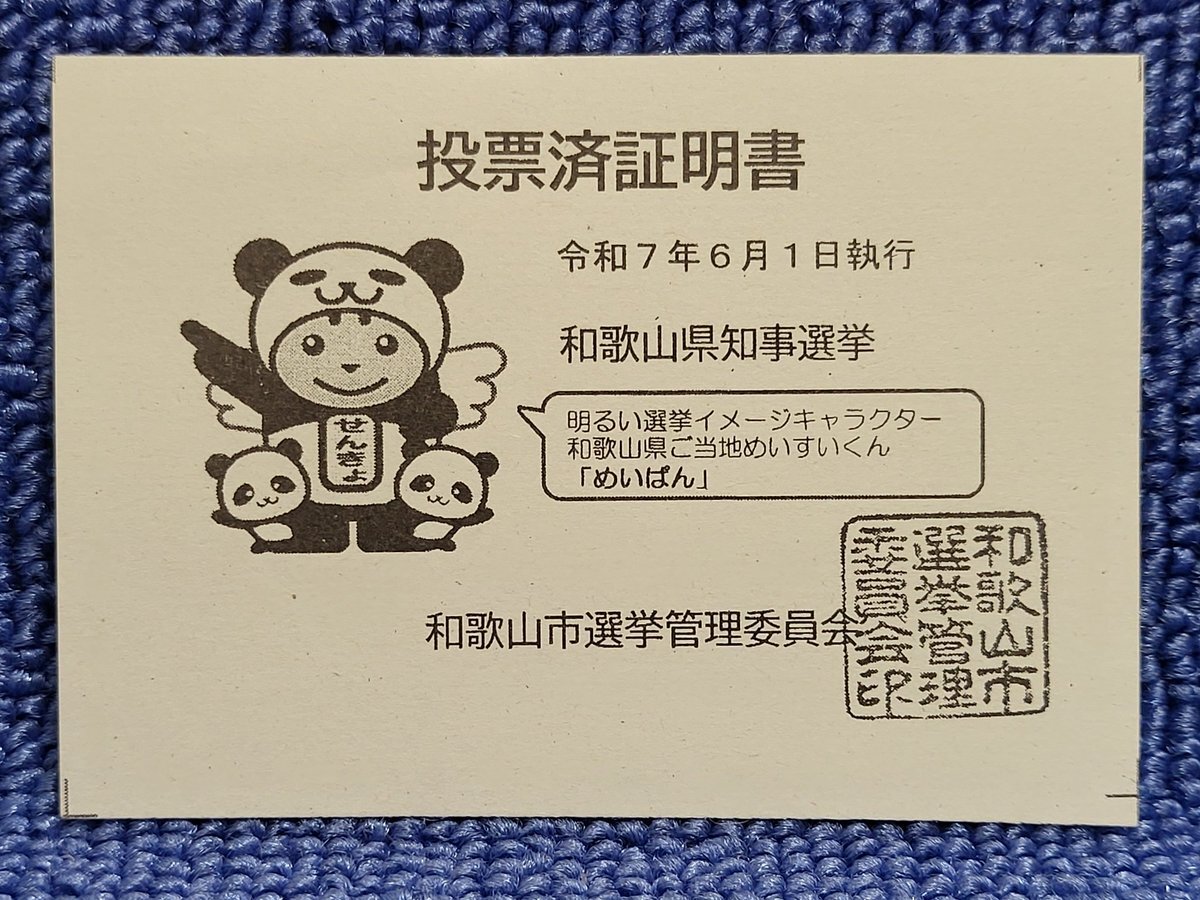 投票済証明書
令和７年６月１日執行
和歌山県知事選挙
せんきょ
明るい選挙イメージキャラクター
和歌山県ご当地めいすいくん
「めいぱん」
和歌山市選挙管理委員会
和歌山市
選挙管理
委員会印